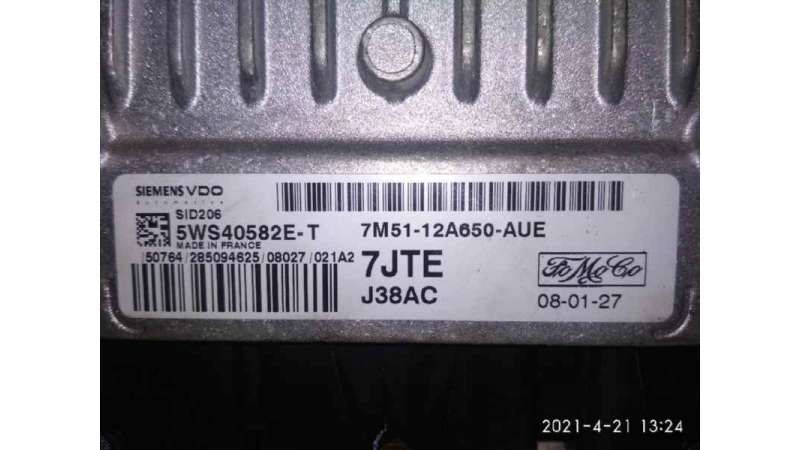 SIEMENS VDO
Automotive
SID206
5WS40582E-T
MADE IN FRANCE
50764/285094625/08027/021A2
7M51-12A650-AUE
7JTE
J38AC
FoMoCo
08-01-27
2021-4-21 13:24